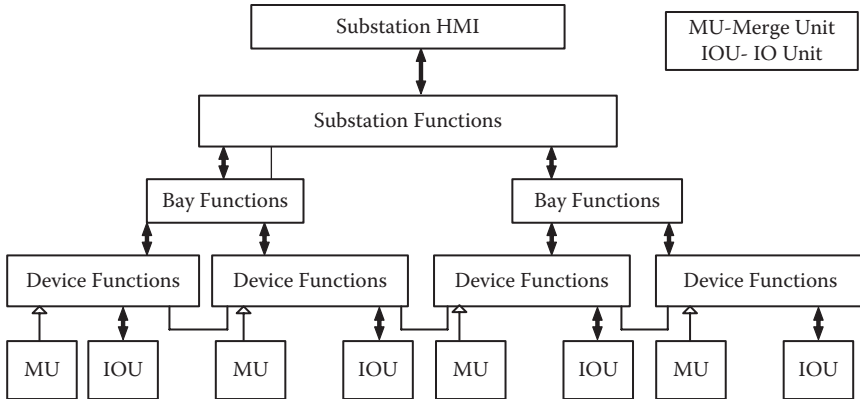 Substation HMI
MU-Merge Unit
IOU- IO Unit
Substation Functions
Bay Functions
Bay Functions
Device Functions
Device Functions
Device Functions
Device Functions
MU
IOU
MU
IOU
MU
IOU
MU
IOU